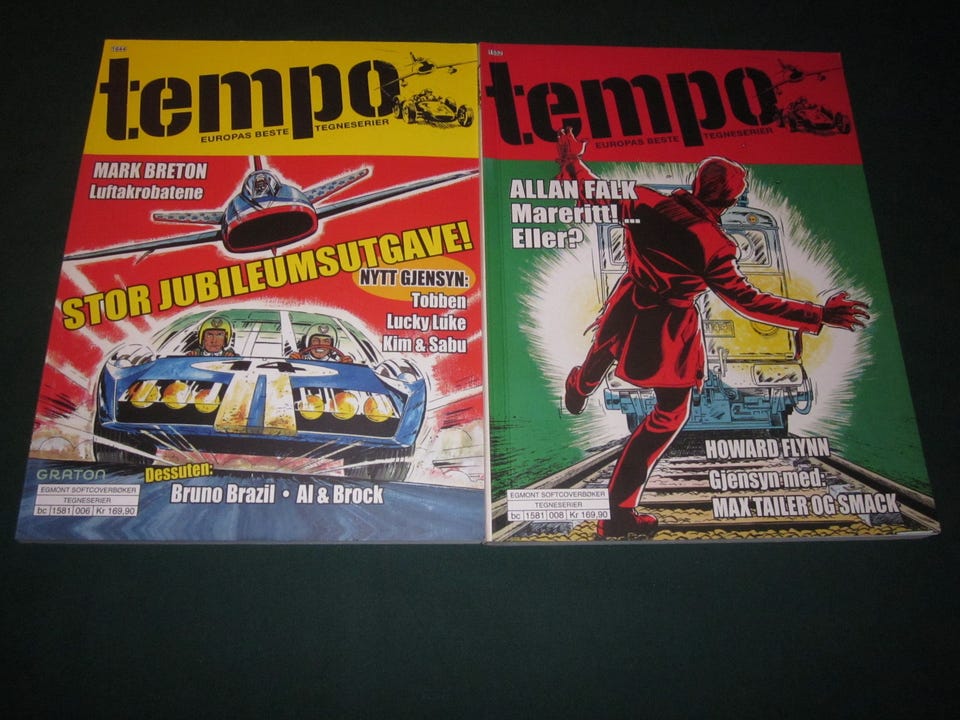 1644
tempo
EUROPAS BESTE TEGNESERIER
MARK BRETON
Luftakrobatene
STOR JUBILEUMSUTGAVE!
NYTT GJENSYN:
Tobben
Lucky Luke
Kim & Sabu
14
GRATON
Dessuten:
Bruno Brazil • Al & Brock
EGMONT SOFTCOVERBØKER
TEGNESERIER
bc 1581 006 Kr 169,90
tempo
EUROPAS BESTE TEGNESERIER
ALLAN FALK
Mareritt! ...
Eller?
HOWARD FLYNN
Gjensyn med:
MAX TAILER OG SMACK
EGMONT SOFTCOVERBØKER
TEGNESERIER
bc 1581 008 Kr 169,90